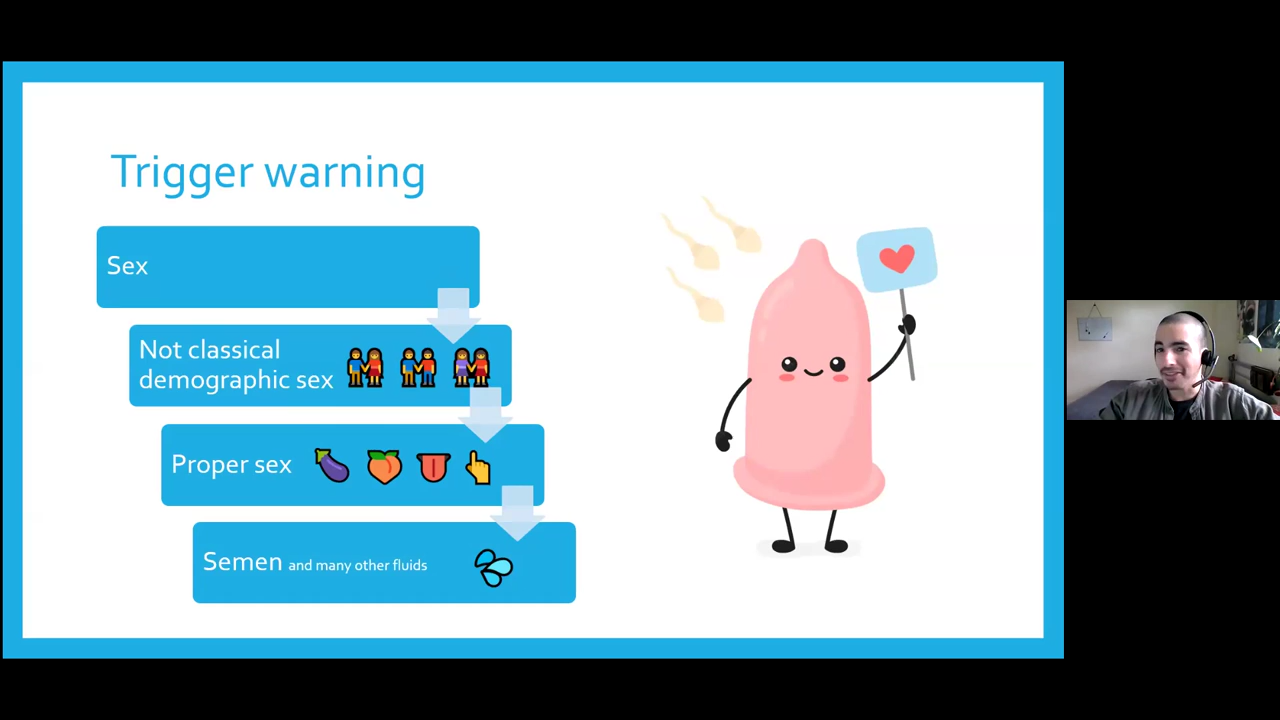 Trigger warning
Sex
Not classical
demographic sex
Proper sex
Semen and many other fluids